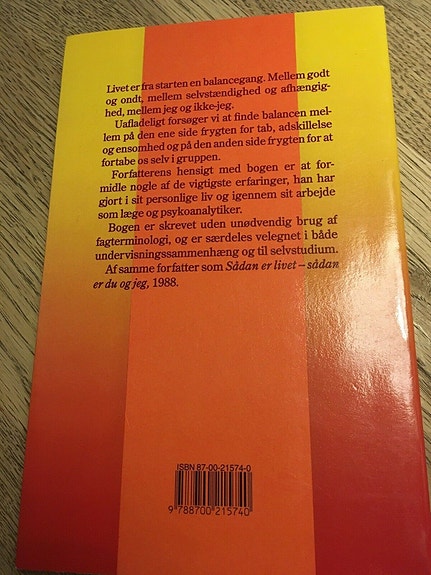 Livet er fra starten en balancegang. Mellem godt
og ondt, mellem selvstændighed og afhængig-
hed, mellem jeg og ikke-jeg.
Uafladeligt forsøger vi at finde balancen mel-
lem på den ene side frygten for tab, adskillelse
og ensomhed og på den anden side frygten for at
fortabe os selv i gruppen.
Forfatterens hensigt med bogen er at for-
midle nogle af de vigtigste erfaringer, han har
gjort i sit personlige liv og igennem sit arbejde
som læge og psykoanalytiker.
Bogen er skrevet uden unødvendig brug af
fagterminologi, og er særdeles velegnet i både
undervisningssammenhæng og til selvstudium.
Af samme forfatter som Sådan er livet – sådan
er du og jeg, 1988.
ISBN 87-00-21574-0
9 788700 215740